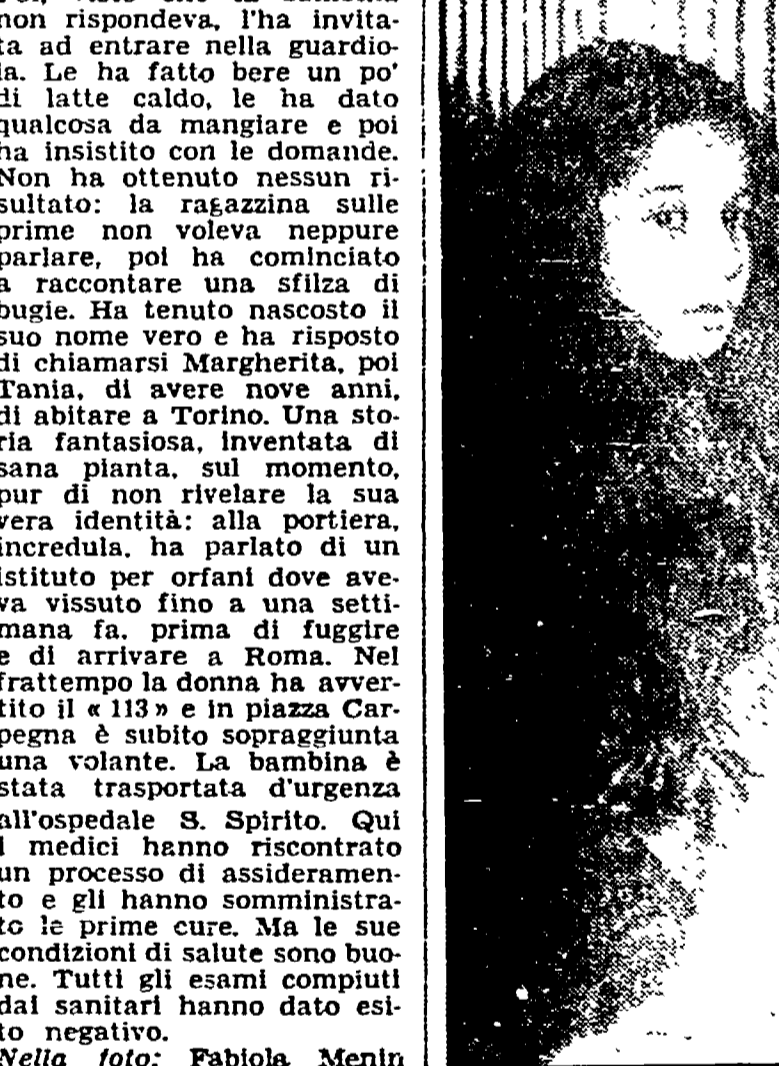 non rispondeva, l'ha invita-
ta ad entrare nella guardio-
la. Le ha fatto bere un po'
di latte caldo, le ha dato
qualcosa da mangiare e poi
ha insistito con le domande.
Non ha ottenuto nessun ri-
sultato: la ragazzina sulle
prime non voleva neppure
parlare, poi ha cominciato
a raccontare una sfilza di
bugie. Ha tenuto nascosto il
suo nome vero e ha risposto
di chiamarsi Margherita, poi
Tania, di avere nove anni,
di abitare a Torino. Una sto-
ria fantasiosa, inventata di
sana pianta, sul momento,
pur di non rivelare la sua
vera identità: alla portiera,
incredula, ha parlato di un
istituto per orfani dove ave-
va vissuto fino a una setti-
mana fa, prima di fuggire
e di arrivare a Roma. Nel
frattempo la donna ha avver-
tito il « 113 » e in piazza Car-
pegna è subito sopraggiunta
una volante. La bambina è
stata trasportata d'urgenza
all'ospedale S. Spirito. Qui
i medici hanno riscontrato
un processo di assideramen-
to e gli hanno somministra-
to le prime cure. Ma le sue
condizioni di salute sono buo-
ne. Tutti gli esami compiuti
dai sanitari hanno dato esi-
to negativo.
Nella foto: Fabiola Menin